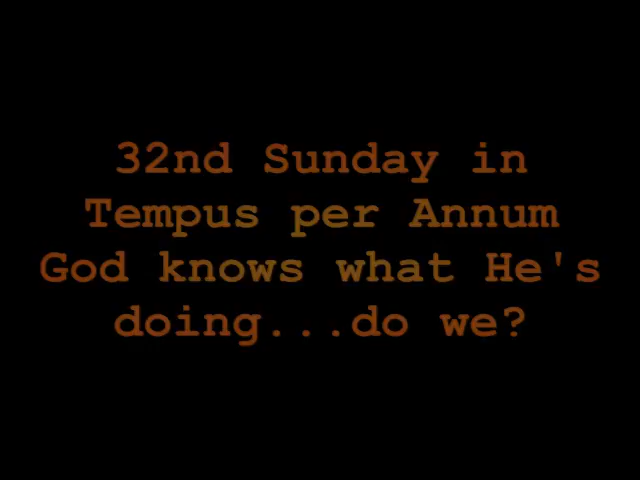 32nd Sunday in
Tempus per Annum
God knows what He's
doing...do we?